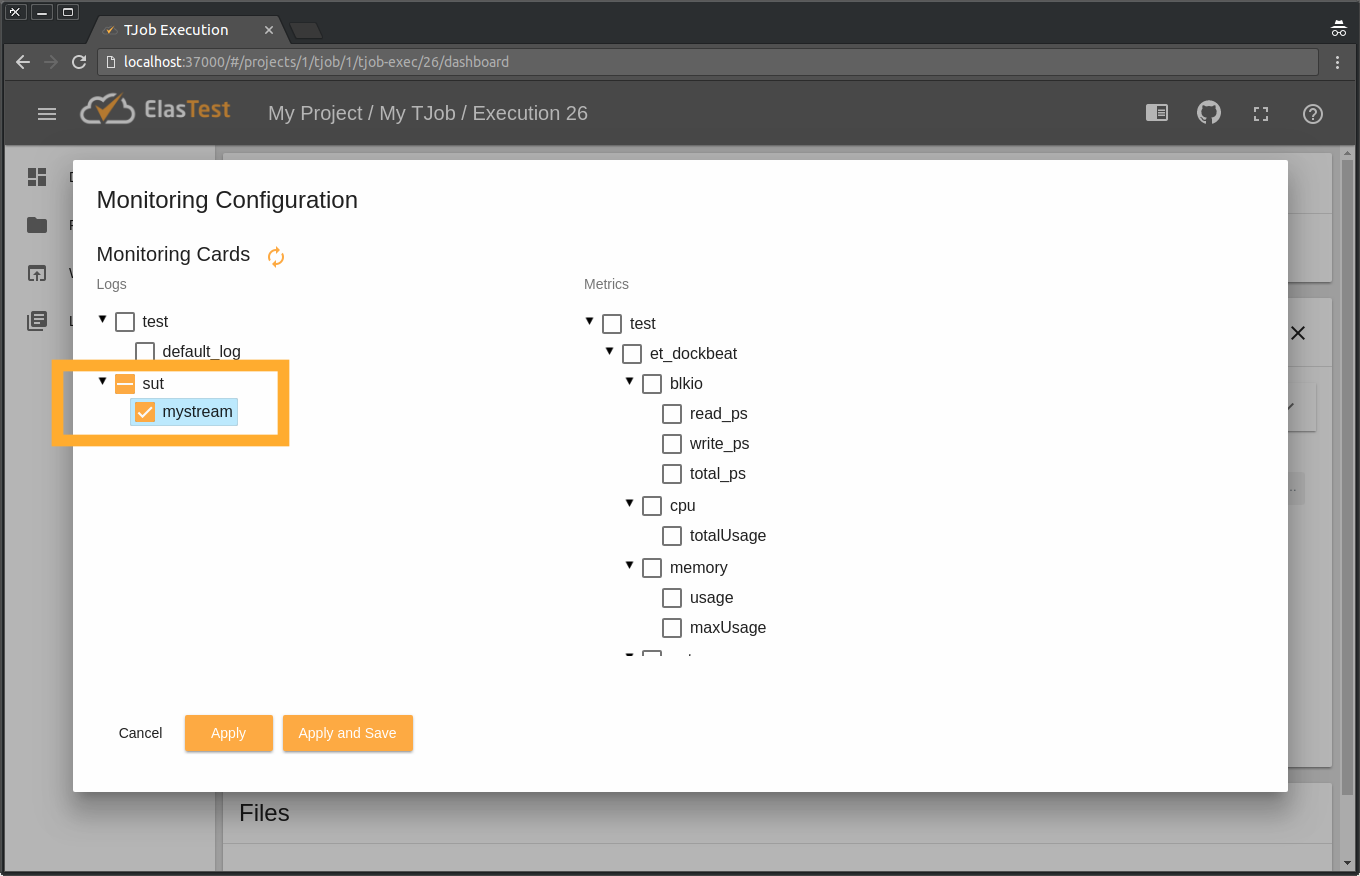 TJob Execution
localhost:37000/#/projects/1/tjob/1/tjob-exec/26/dashboard
ElasTest
My Project / My TJob / Execution 26
Monitoring Configuration
Monitoring Cards
Logs
test
default_log
sut
mystream
Metrics
test
et_dockbeat
blkio
read_ps
write_ps
total_ps
cpu
totalUsage
memory
usage
maxUsage
Cancel
Apply
Apply and Save
Files